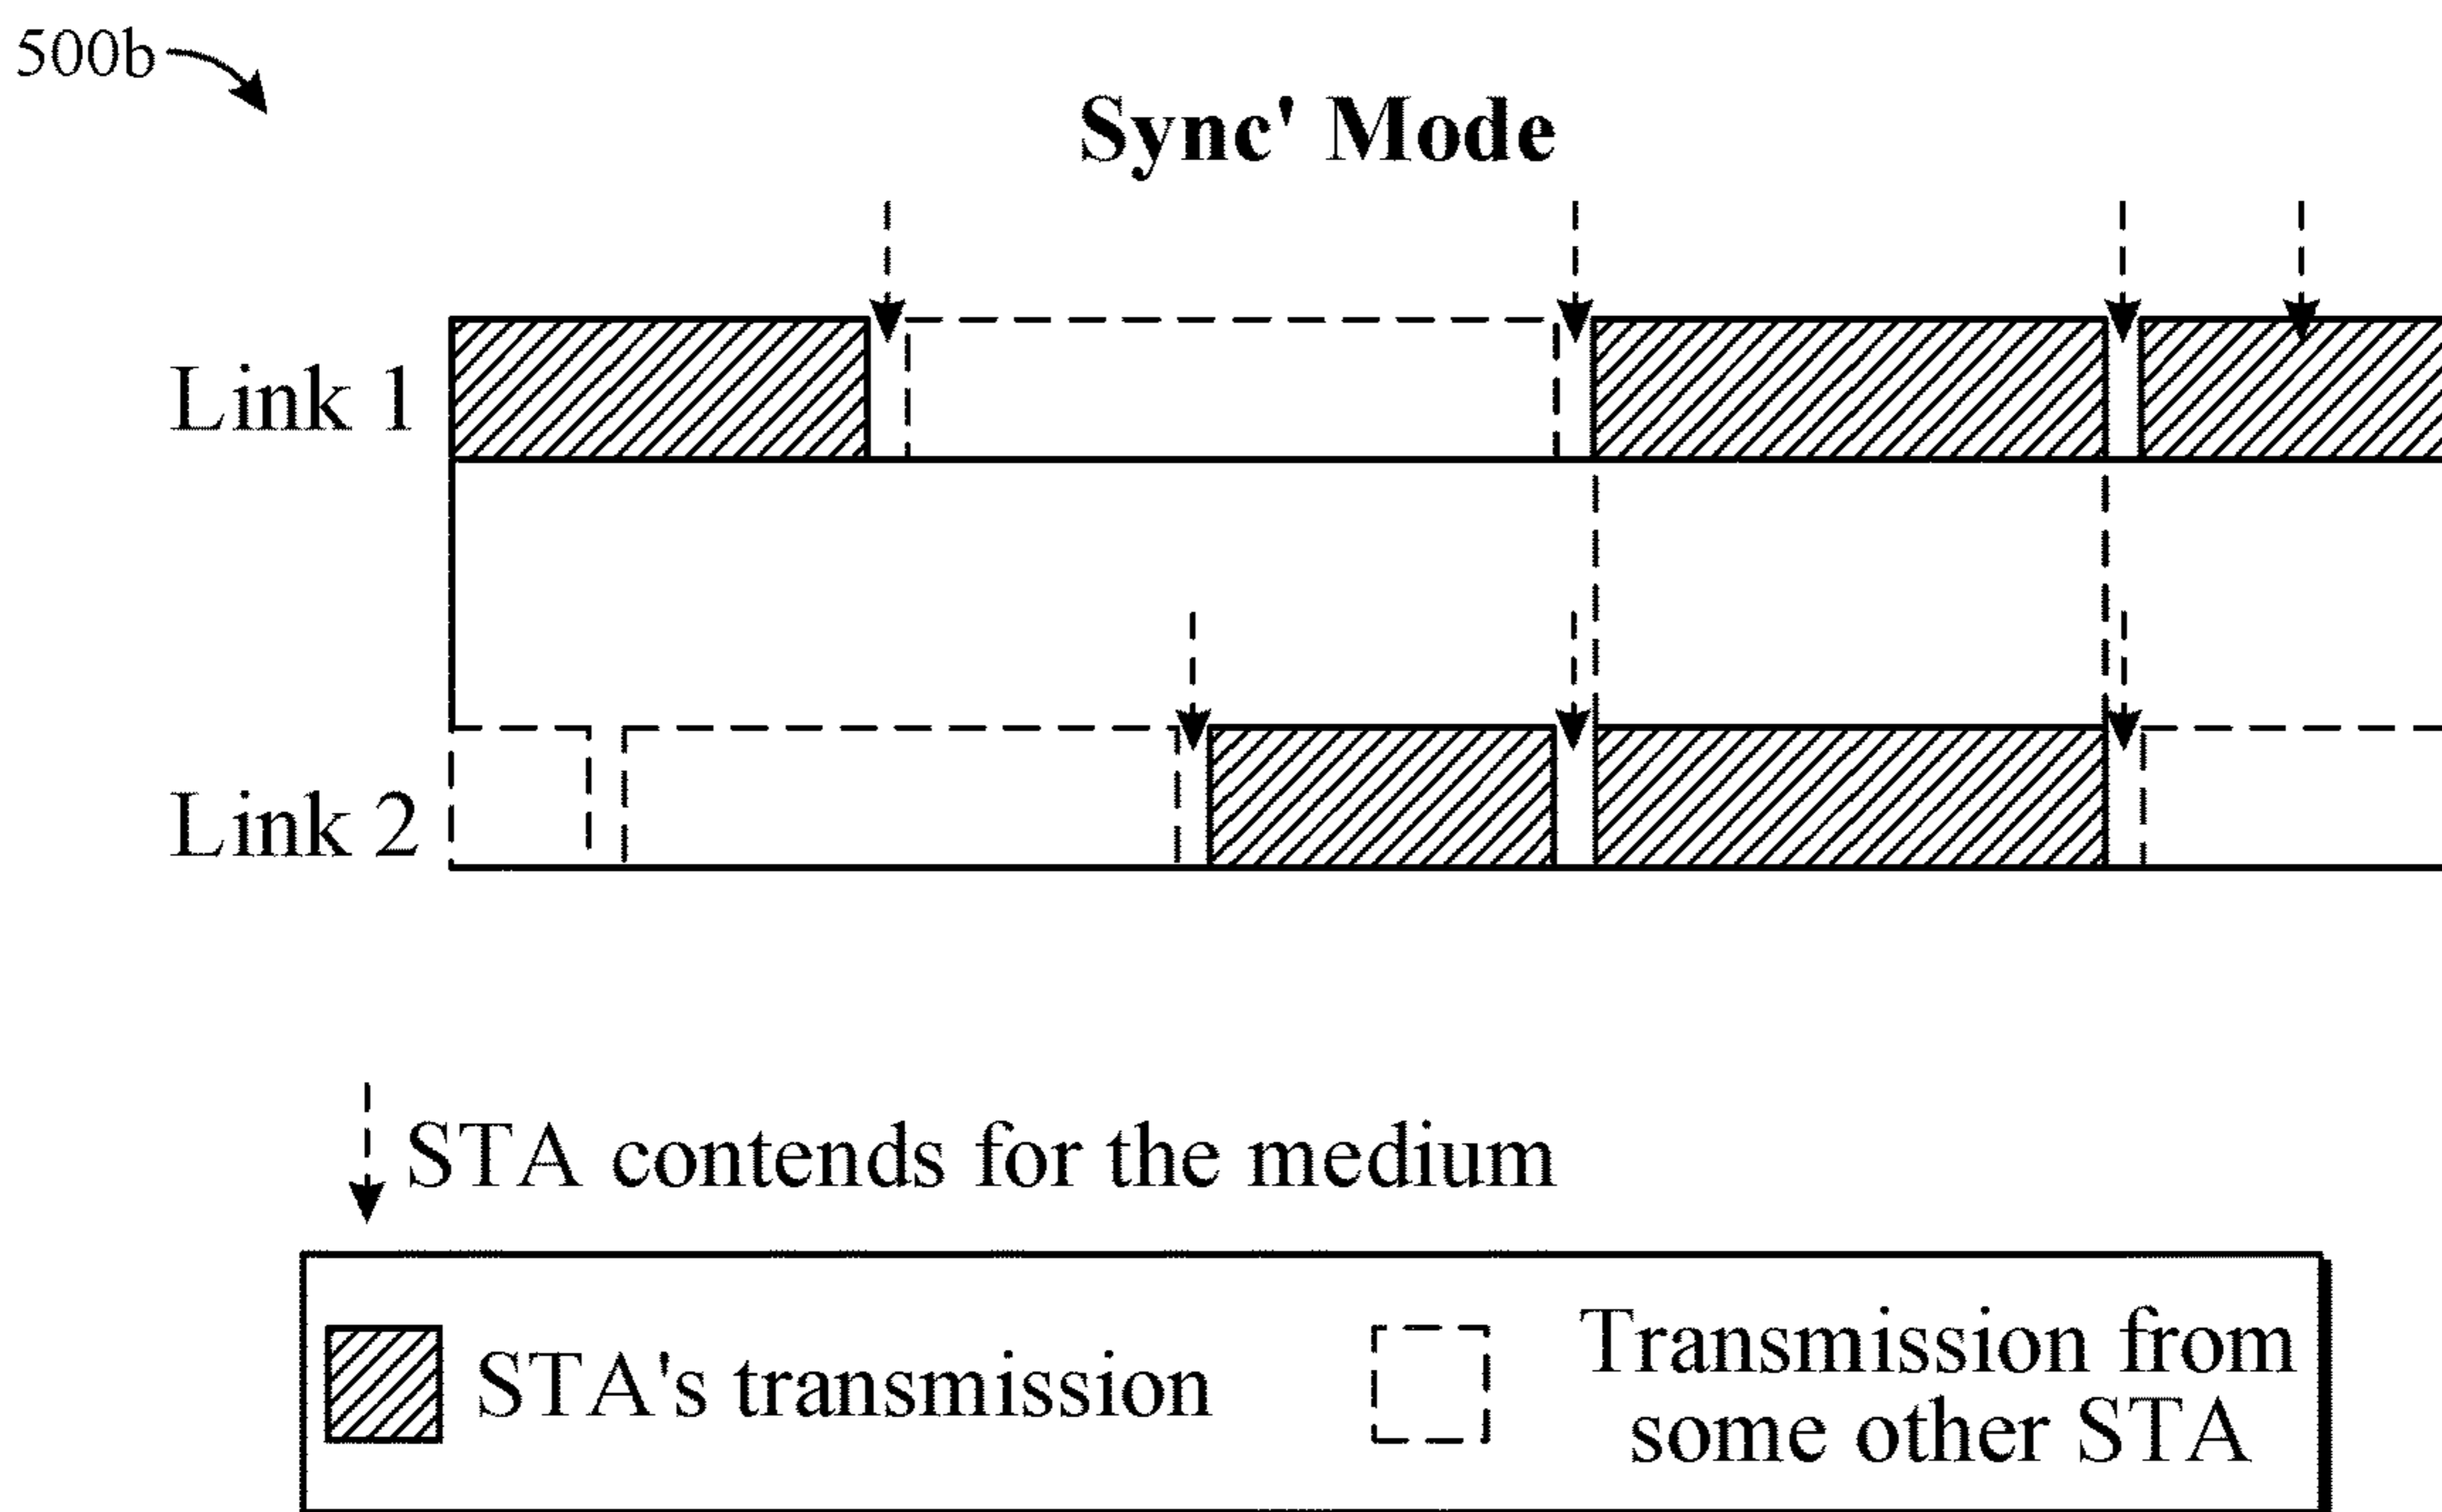 500b
Sync' Mode
Link 1
Link 2
STA contends for the medium
STA's transmission
Transmission from
some other STA